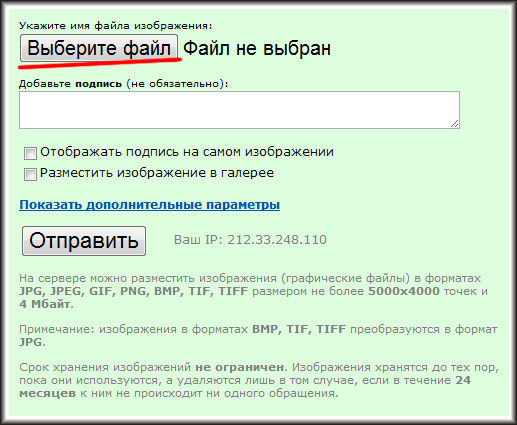 Укажите имя файла изображения:
Выберите файл Файл не выбран
Добавьте подпись (не обязательно):
Отображать подпись на самом изображении
Разместить изображение в галерее
Показать дополнительные параметры
Отправить Ваш IP: 212.33.248.110
На сервере можно разместить изображения (графические файлы) в форматах
JPG, JPEG, GIF, PNG, BMP, TIF, TIFF размером не более 5000x4000 точек и
4 Мбайт.
Примечание: изображения в форматах BMP, TIF, TIFF преобразуются в формат
JPG.
Срок хранения изображений не ограничен. Изображения хранятся до тех пор,
пока они используются, а удаляются лишь в том случае, если в течение 24
месяцев к ним не происходит ни одного обращения.